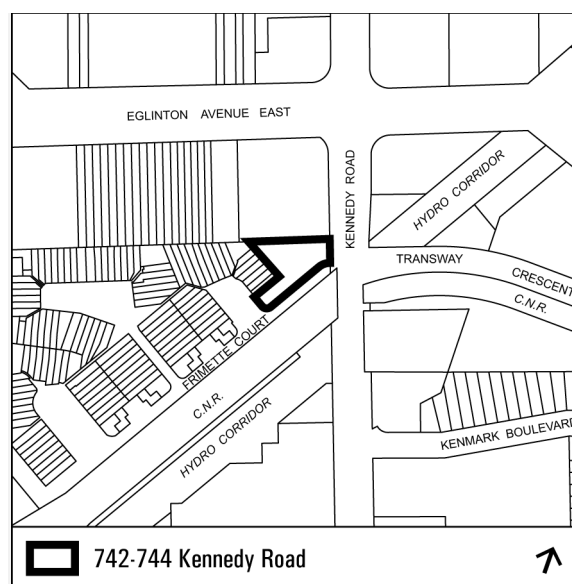 EGLINTON AVENUE EAST
KENNEDY ROAD
HYDRO CORRIDOR
TRANSWAY CRESCENT
C.N.R.
FRIMETTE COURT
C.N.R.
HYDRO CORRIDOR
KENMARK BOULEVARD
742-744 Kennedy Road